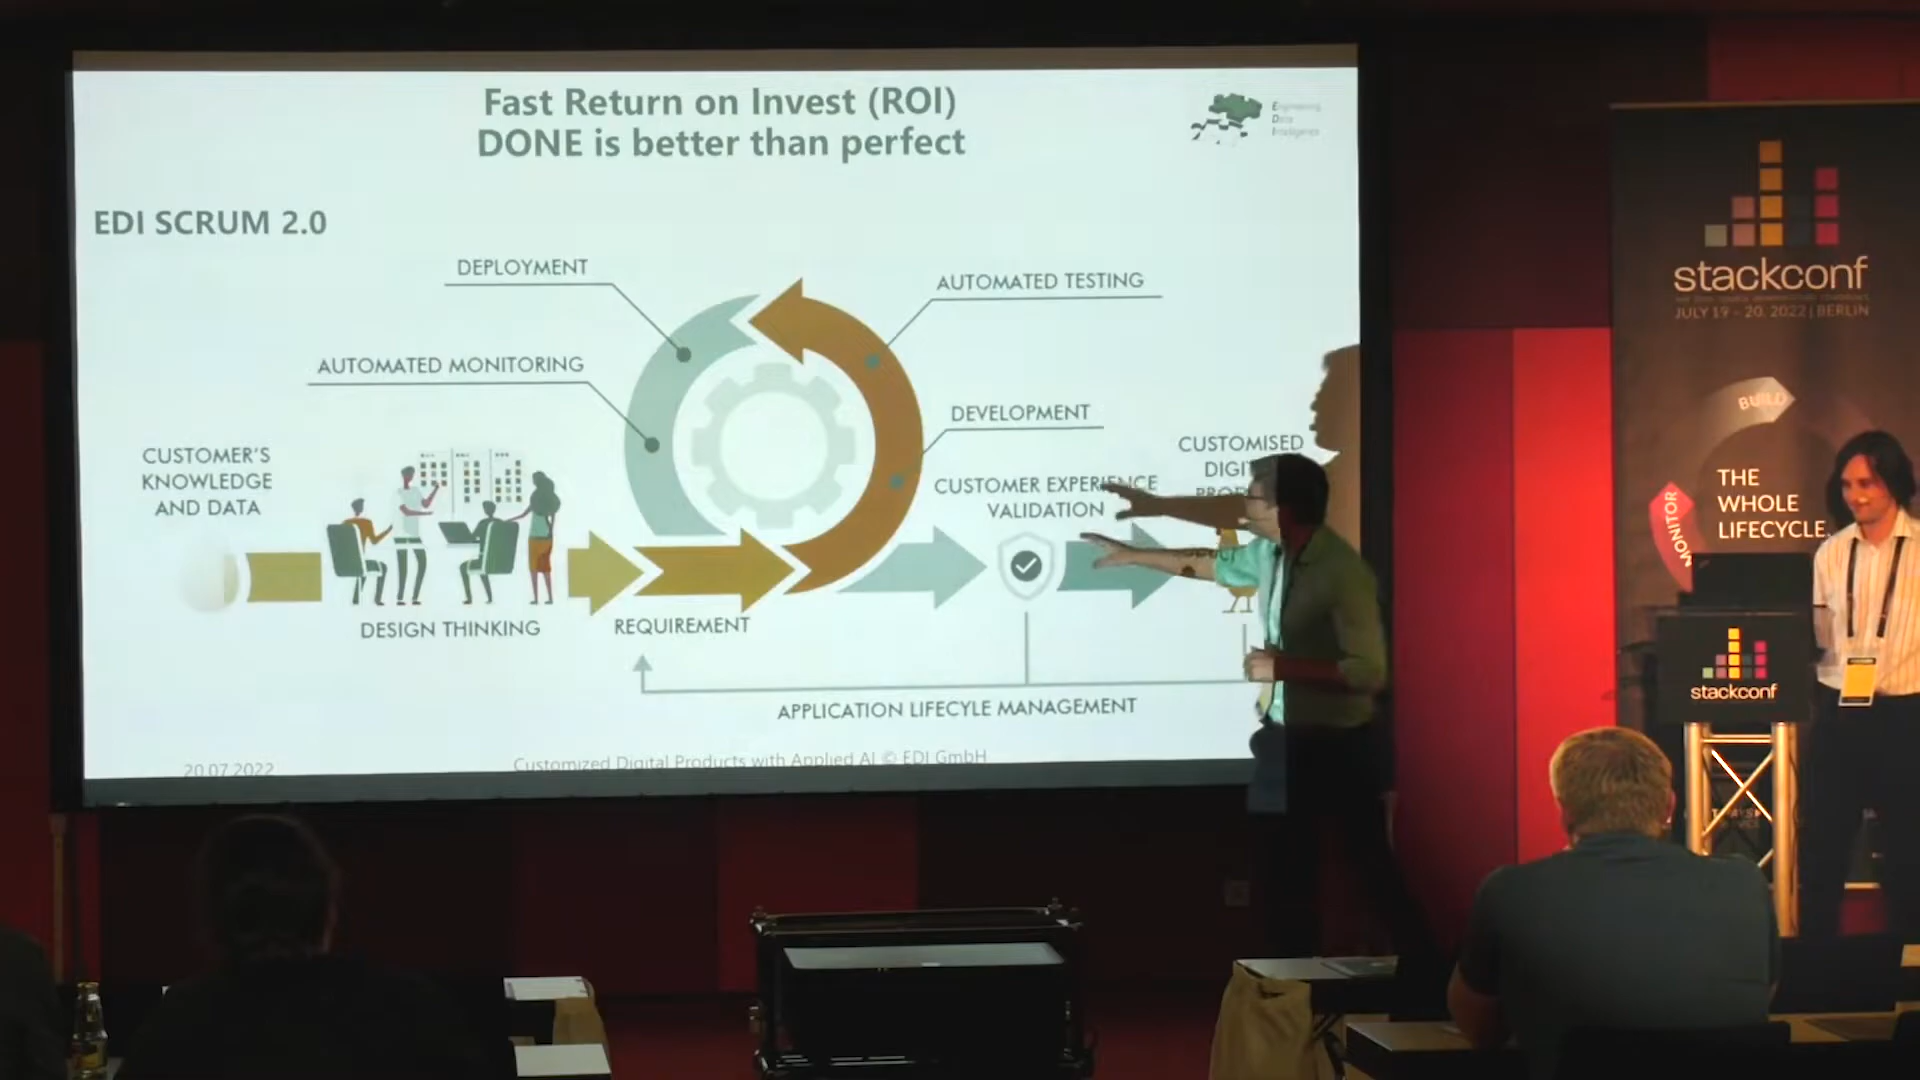 Fast Return on Invest (ROI)
DONE is better than perfect
Engineering
Data
Intelligence
EDI SCRUM 2.0
DEPLOYMENT
AUTOMATED TESTING
AUTOMATED MONITORING
DEVELOPMENT
CUSTOMER'S
KNOWLEDGE
AND DATA
CUSTOMER EXPERIENCE
VALIDATION
CUSTOMISED
DESIGN THINKING
REQUIREMENT
APPLICATION LIFECYLE MANAGEMENT
20.07.2022
Customized Digital Products with Applied AI © EDI GmbH
stackconf
JULY 19 - 20, 2022 | BERLIN
BUILD
THE
WHOLE
LIFECYCLE.
MONITOR
stackconf